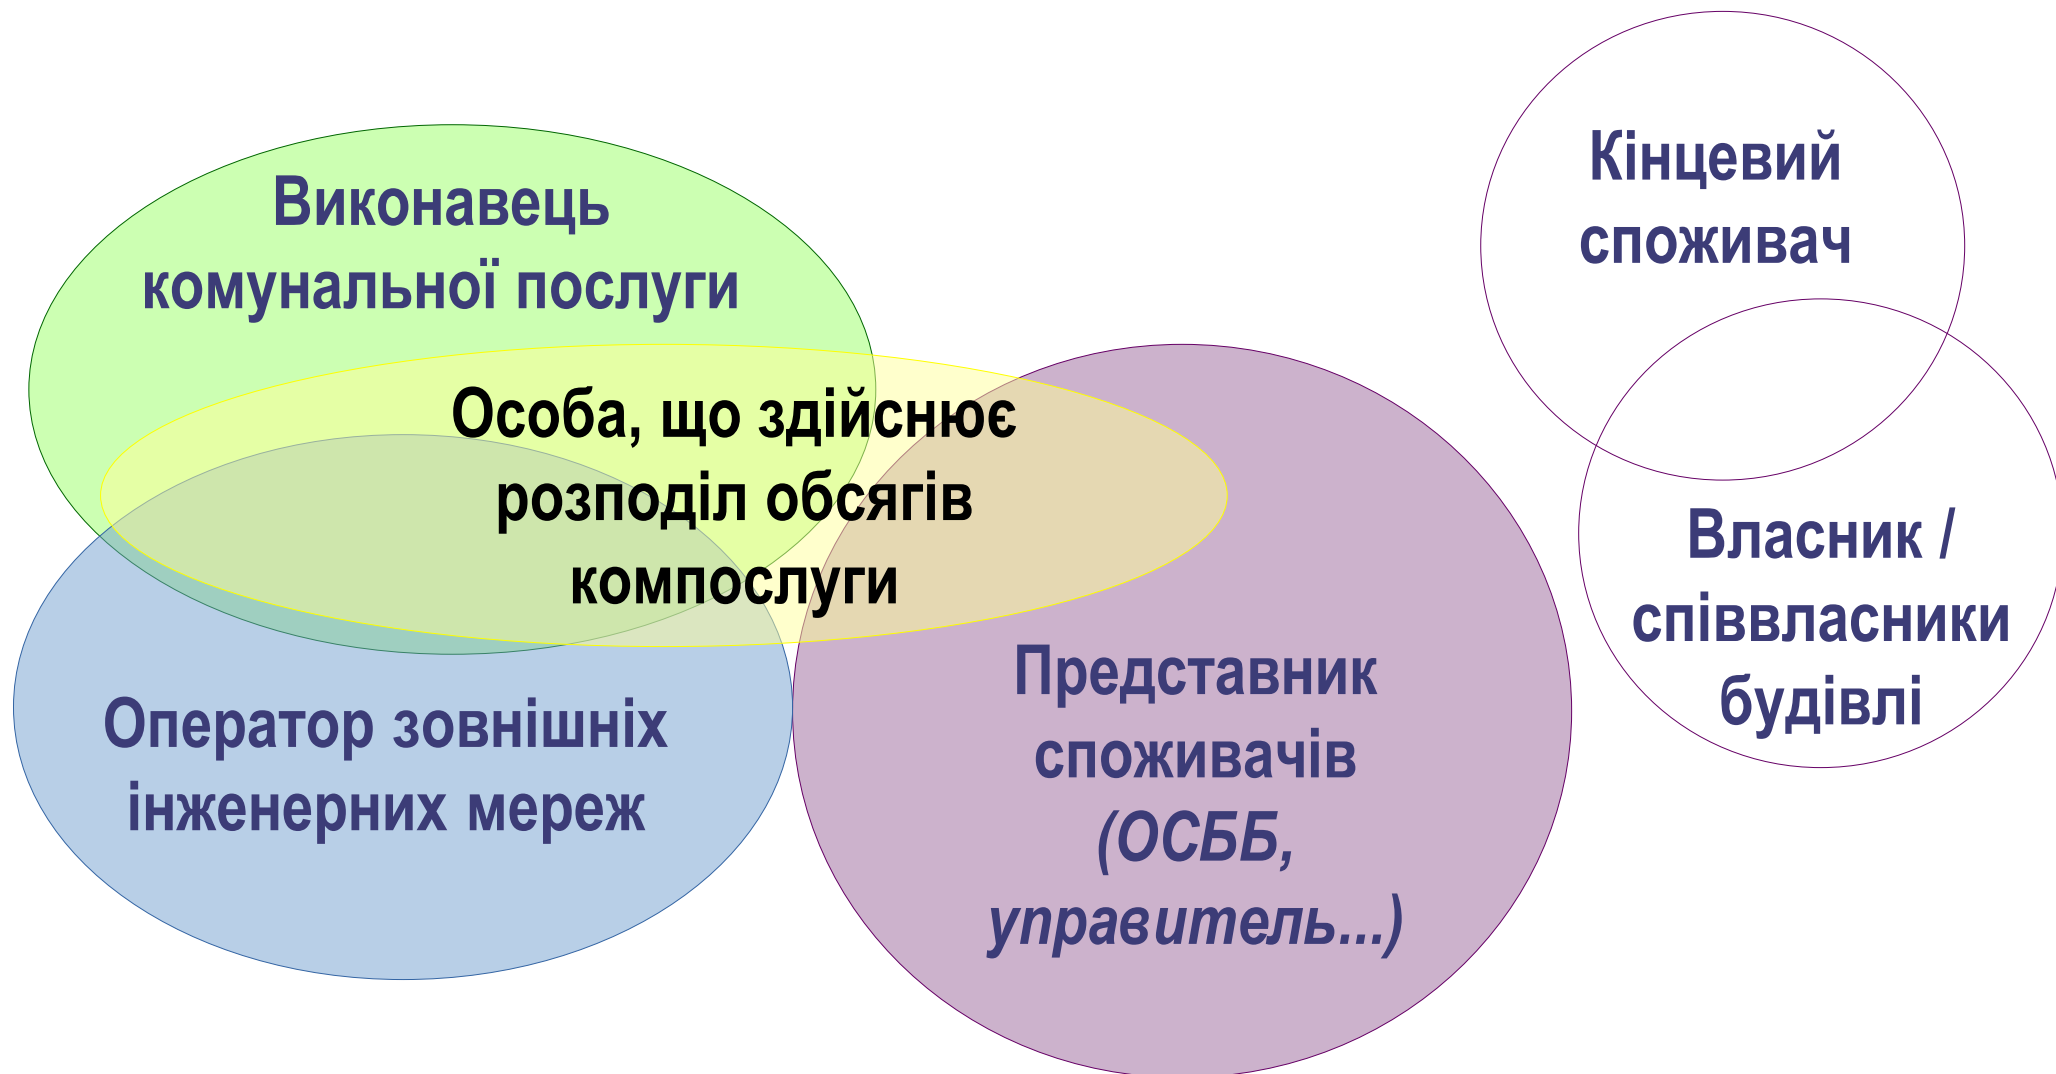 Виконавець
комунальної послуги
Особа, що здійснює
розподіл обсягів
компослуги
Оператор зовнішніх
інженерних мереж
Представник
споживачів
(ОСББ,
управитель...)
Кінцевий
споживач
Власник /
співвласники
будівлі